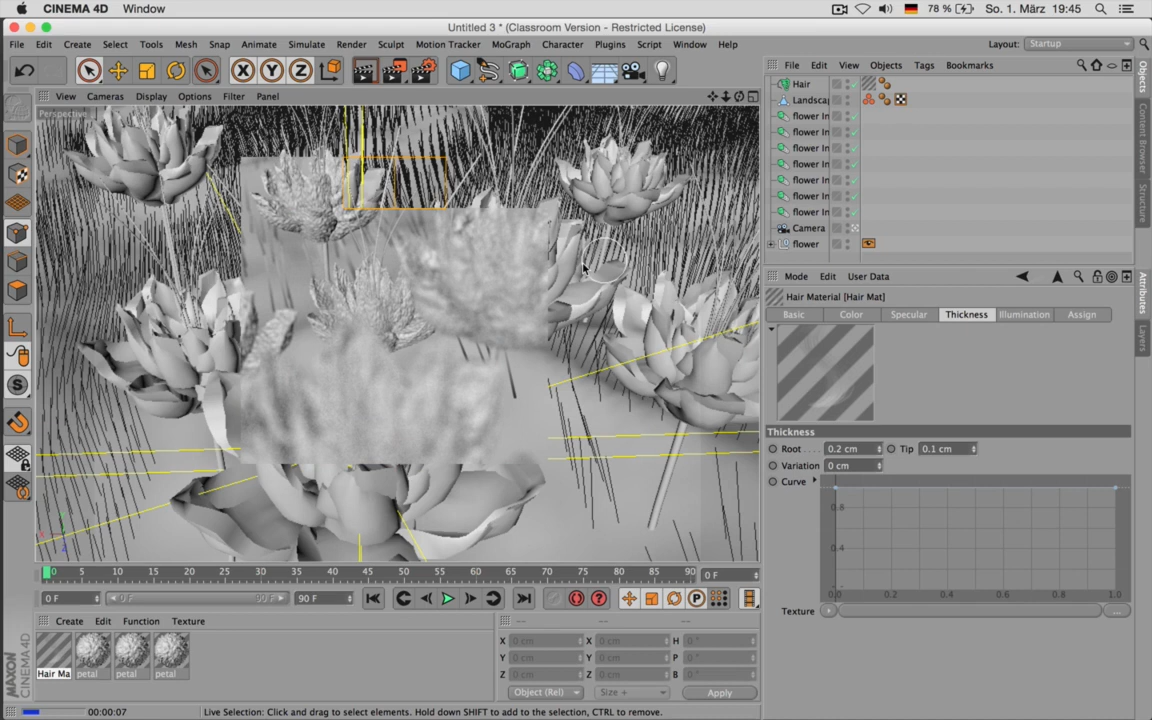 CINEMA 4D Window 78 % So. 1. März 19:45
Untitled 3 * (Classroom Version - Restricted License)
File Edit Create Select Tools Mesh Snap Animate Simulate Render Sculpt Motion Tracker MoGraph Character Plugins Script Window Help Layout: Startup
X Y Z
File Edit View Objects Tags Bookmarks
View Cameras Display Options Filter Panel
Perspective
Hair
Landsca
flower In
flower In
flower In
flower In
flower In
flower In
flower In
Camera
flower
Objects
Content Browser
Structure
Mode Edit User Data
Hair Material [Hair Mat]
Basic Color Specular Thickness Illumination Assign
Attributes
Layers
Thickness
Root 0.2 cm Tip 0.1 cm
Variation 0 cm
Curve
0.8
0.4
0.0 0.2 0.4 0.6 0.8 1.0
Texture ...
0 5 10 15 20 25 30 35 40 45 50 55 60 65 70 75 80 85 90 0 F
0 F 0 F 90 F 90 F
P
Create Edit Function Texture
-- -- --
X 0 cm X 0 cm H 0 °
Y 0 cm Y 0 cm P 0 °
Z 0 cm Z 0 cm B 0 °
Object (Rel) Size + Apply
Hair Ma petal petal petal
MAXON
CINEMA 4D
00:00:07 Live Selection: Click and drag to select elements. Hold down SHIFT to add to the selection, CTRL to remove.